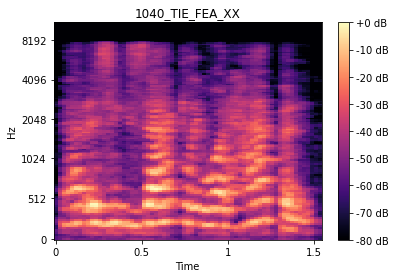 1040_TIE_FEA_XX
8192
4096
2048
1024
512
0
Hz
0
0.5
1
1.5
Time
+0 dB
-10 dB
-20 dB
-30 dB
-40 dB
-50 dB
-60 dB
-70 dB
-80 dB